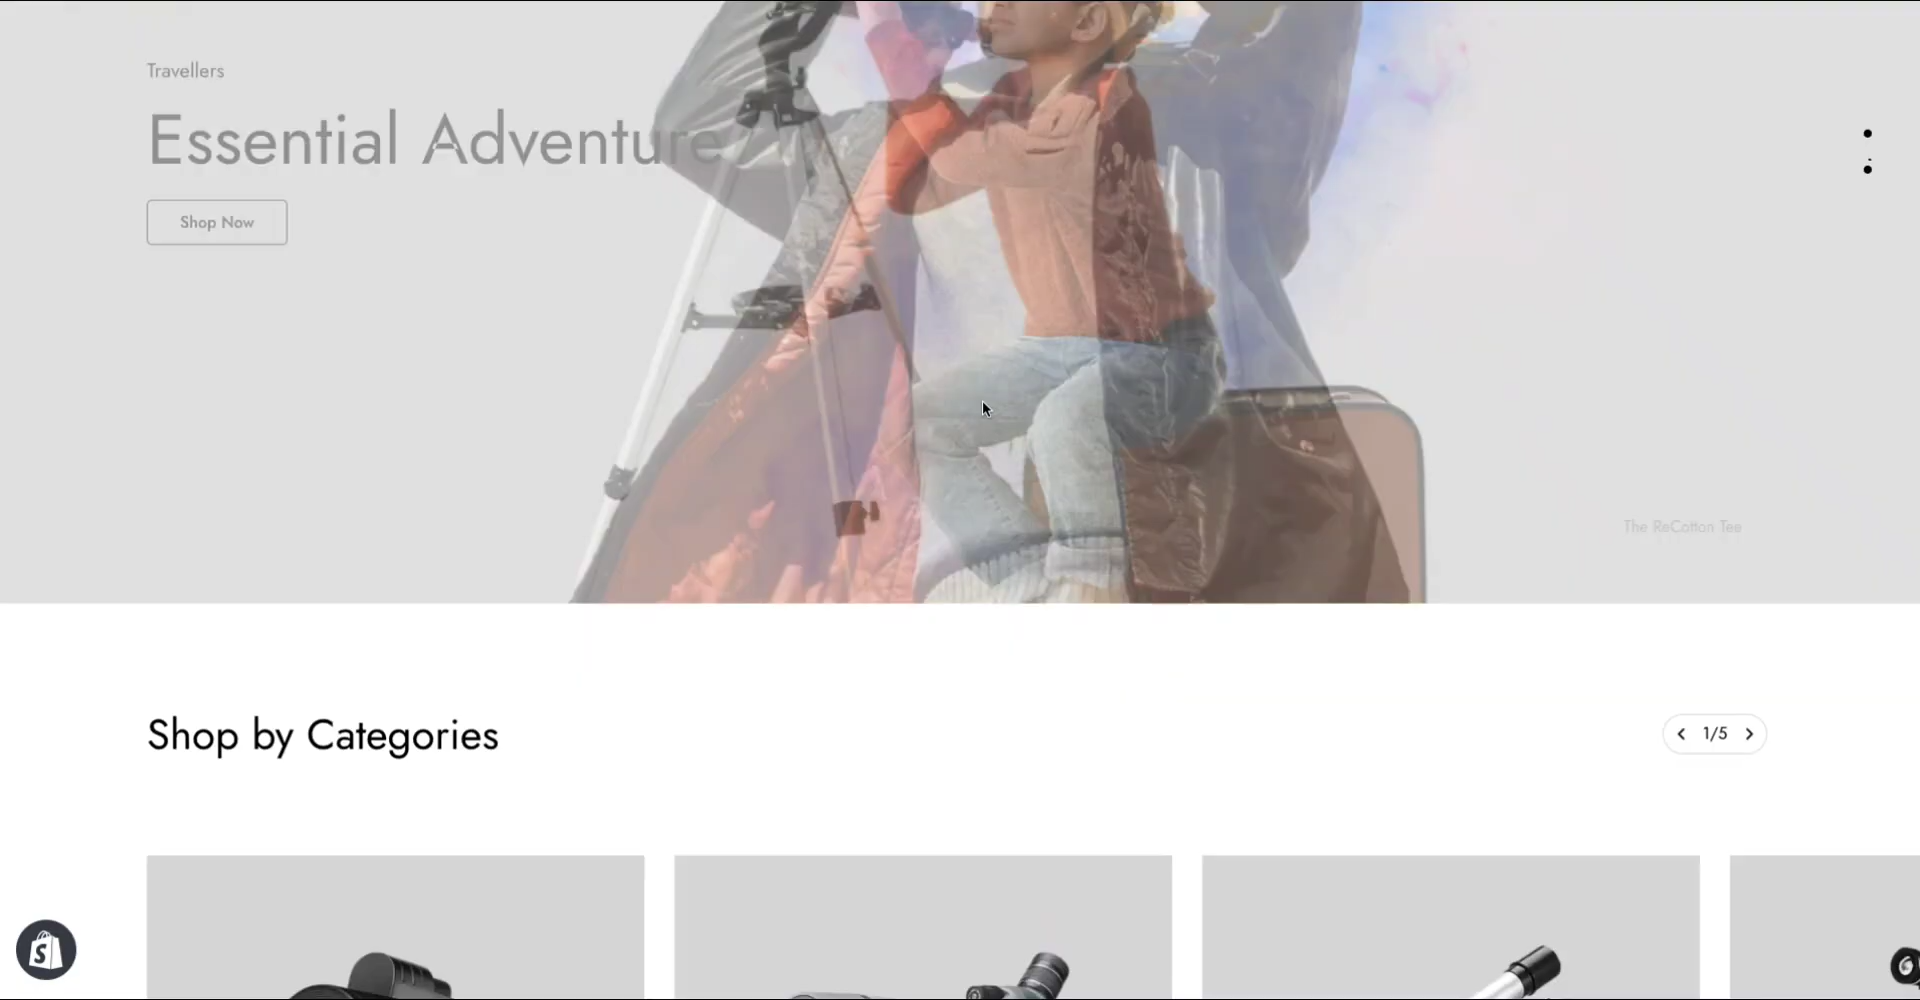 Travellers
Essential Adventure
Shop Now
The ReCotton Tee
Shop by Categories
1/5